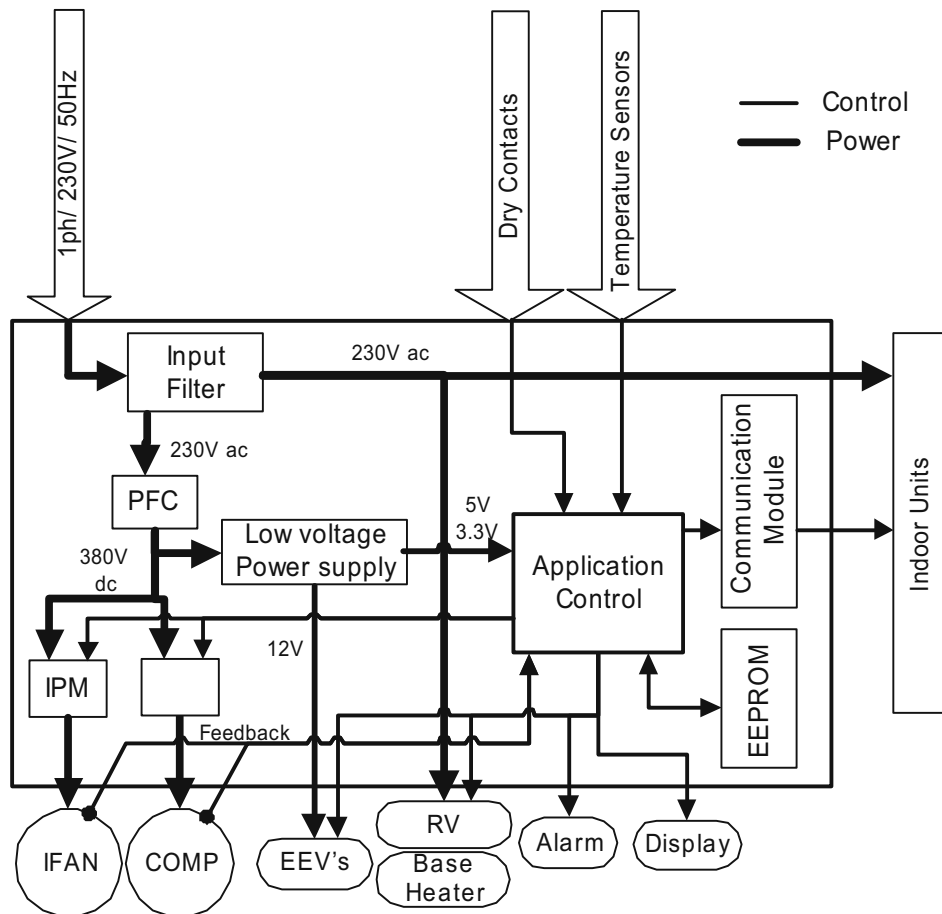 1ph/ 230V/ 50Hz
Dry Contacts
Temperature Sensors
Control
Power
Input
Filter
230V ac
230V ac
PFC
380V
dc
Low voltage
Power supply
5V
3.3V
Application
Control
Communication
Module
Indoor Units
12V
IPM
EEPROM
Feedback
IFAN
COMP
EEV's
RV
Base
Heater
Alarm
Display